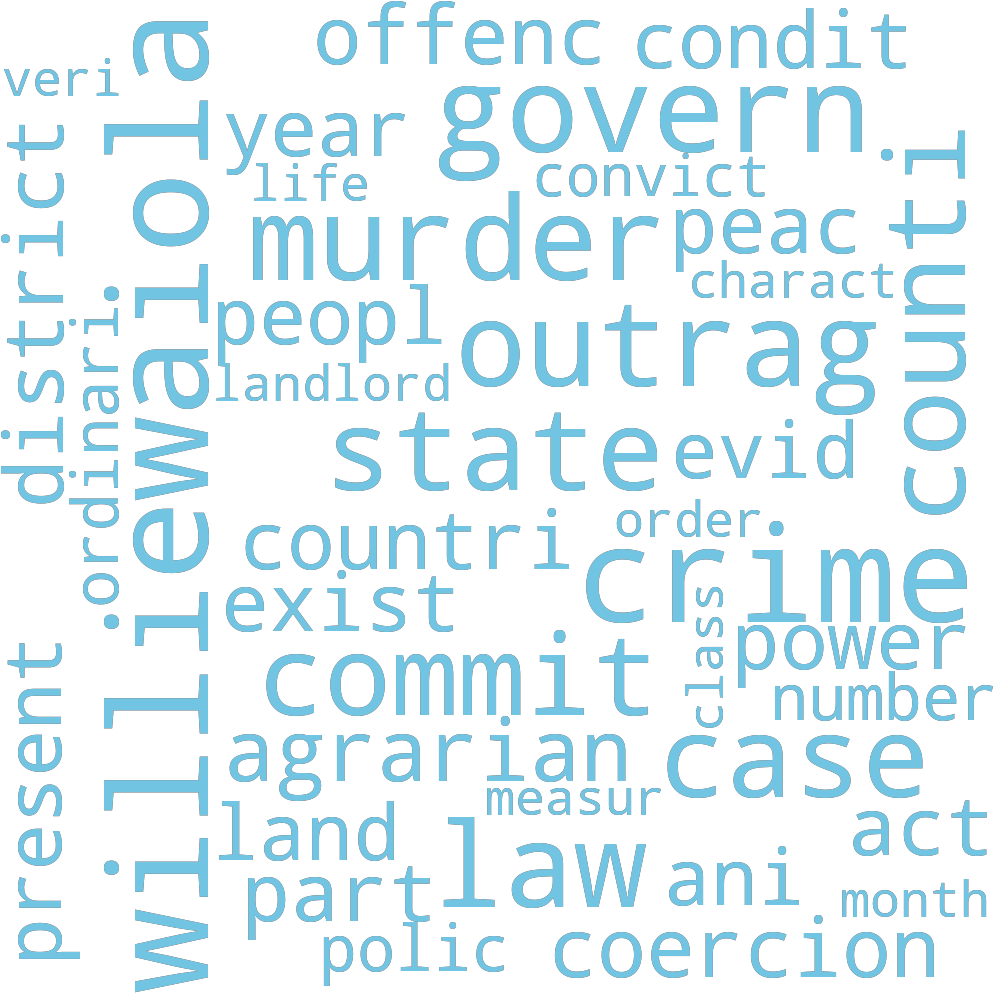 offenc
condit
veri
govern
year
convict
life
murder
peac
counti
district
charact
ordinari
peopl
outrag
landlord
williewaiola
state
evid
order
countri
crime
exist
class
power
commit
number
present
agrarian
case
measur
land
act
law
part
ani
month
polic
coercion